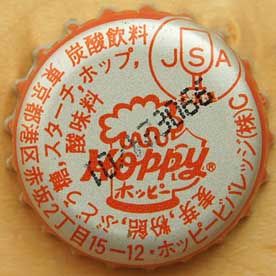 炭酸飲料
JSA
Hoppy®
ホッピー
麦芽,粉飴,ぶどう糖,スターチ,ホップ,酸味料
東京都港区赤坂2丁目15-12・ホッピービバレッジ(株)C